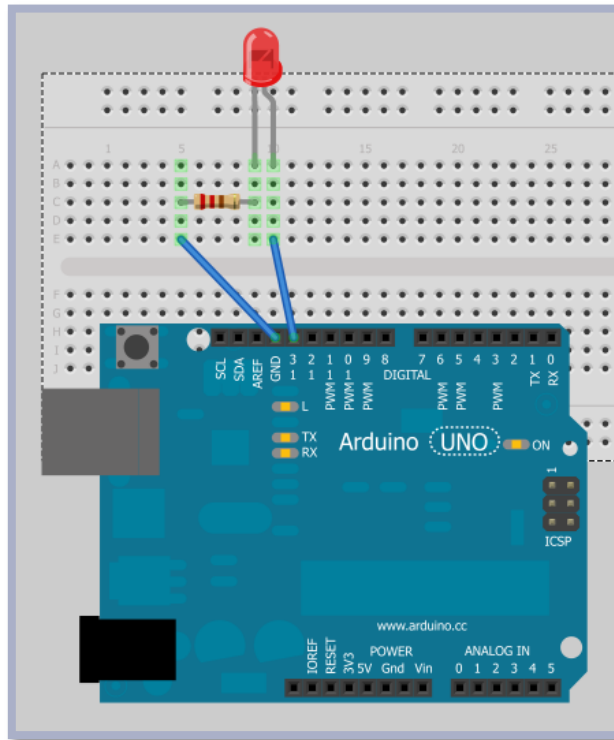 1 5 10 15 20 25
A
B
C
D
E
F
G
H
I
J
SCL
SDA
AREF
GND
13
12
PWM 11
PWM 10
PWM 9
8
DIGITAL
7
PWM 6
PWM 5
4
PWM 3
2
TX 1
RX 0
L
TX
RX
Arduino UNO
ON
1
ICSP
www.arduino.cc
POWER
ANALOG IN
IOREF
RESET
3V3
5V Gnd Vin
0 1 2 3 4 5